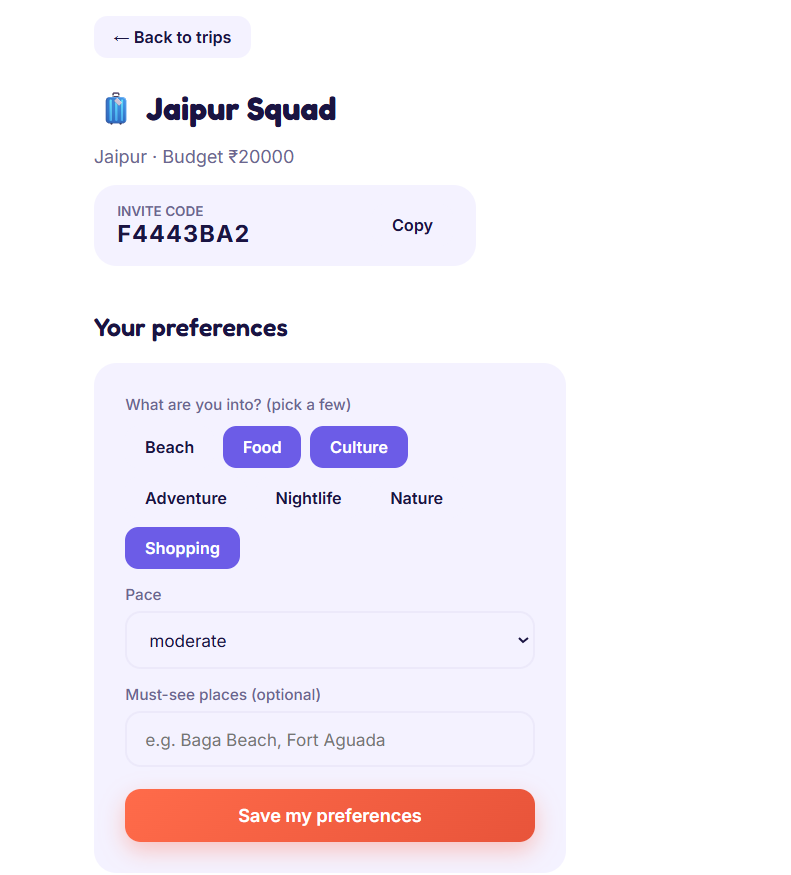 ← Back to trips
Jaipur Squad
Jaipur · Budget ₹20000
INVITE CODE
F4443BA2
Copy
Your preferences
What are you into? (pick a few)
Beach Food Culture
Adventure Nightlife Nature
Shopping
Pace
moderate
Must-see places (optional)
e.g. Baga Beach, Fort Aguada
Save my preferences